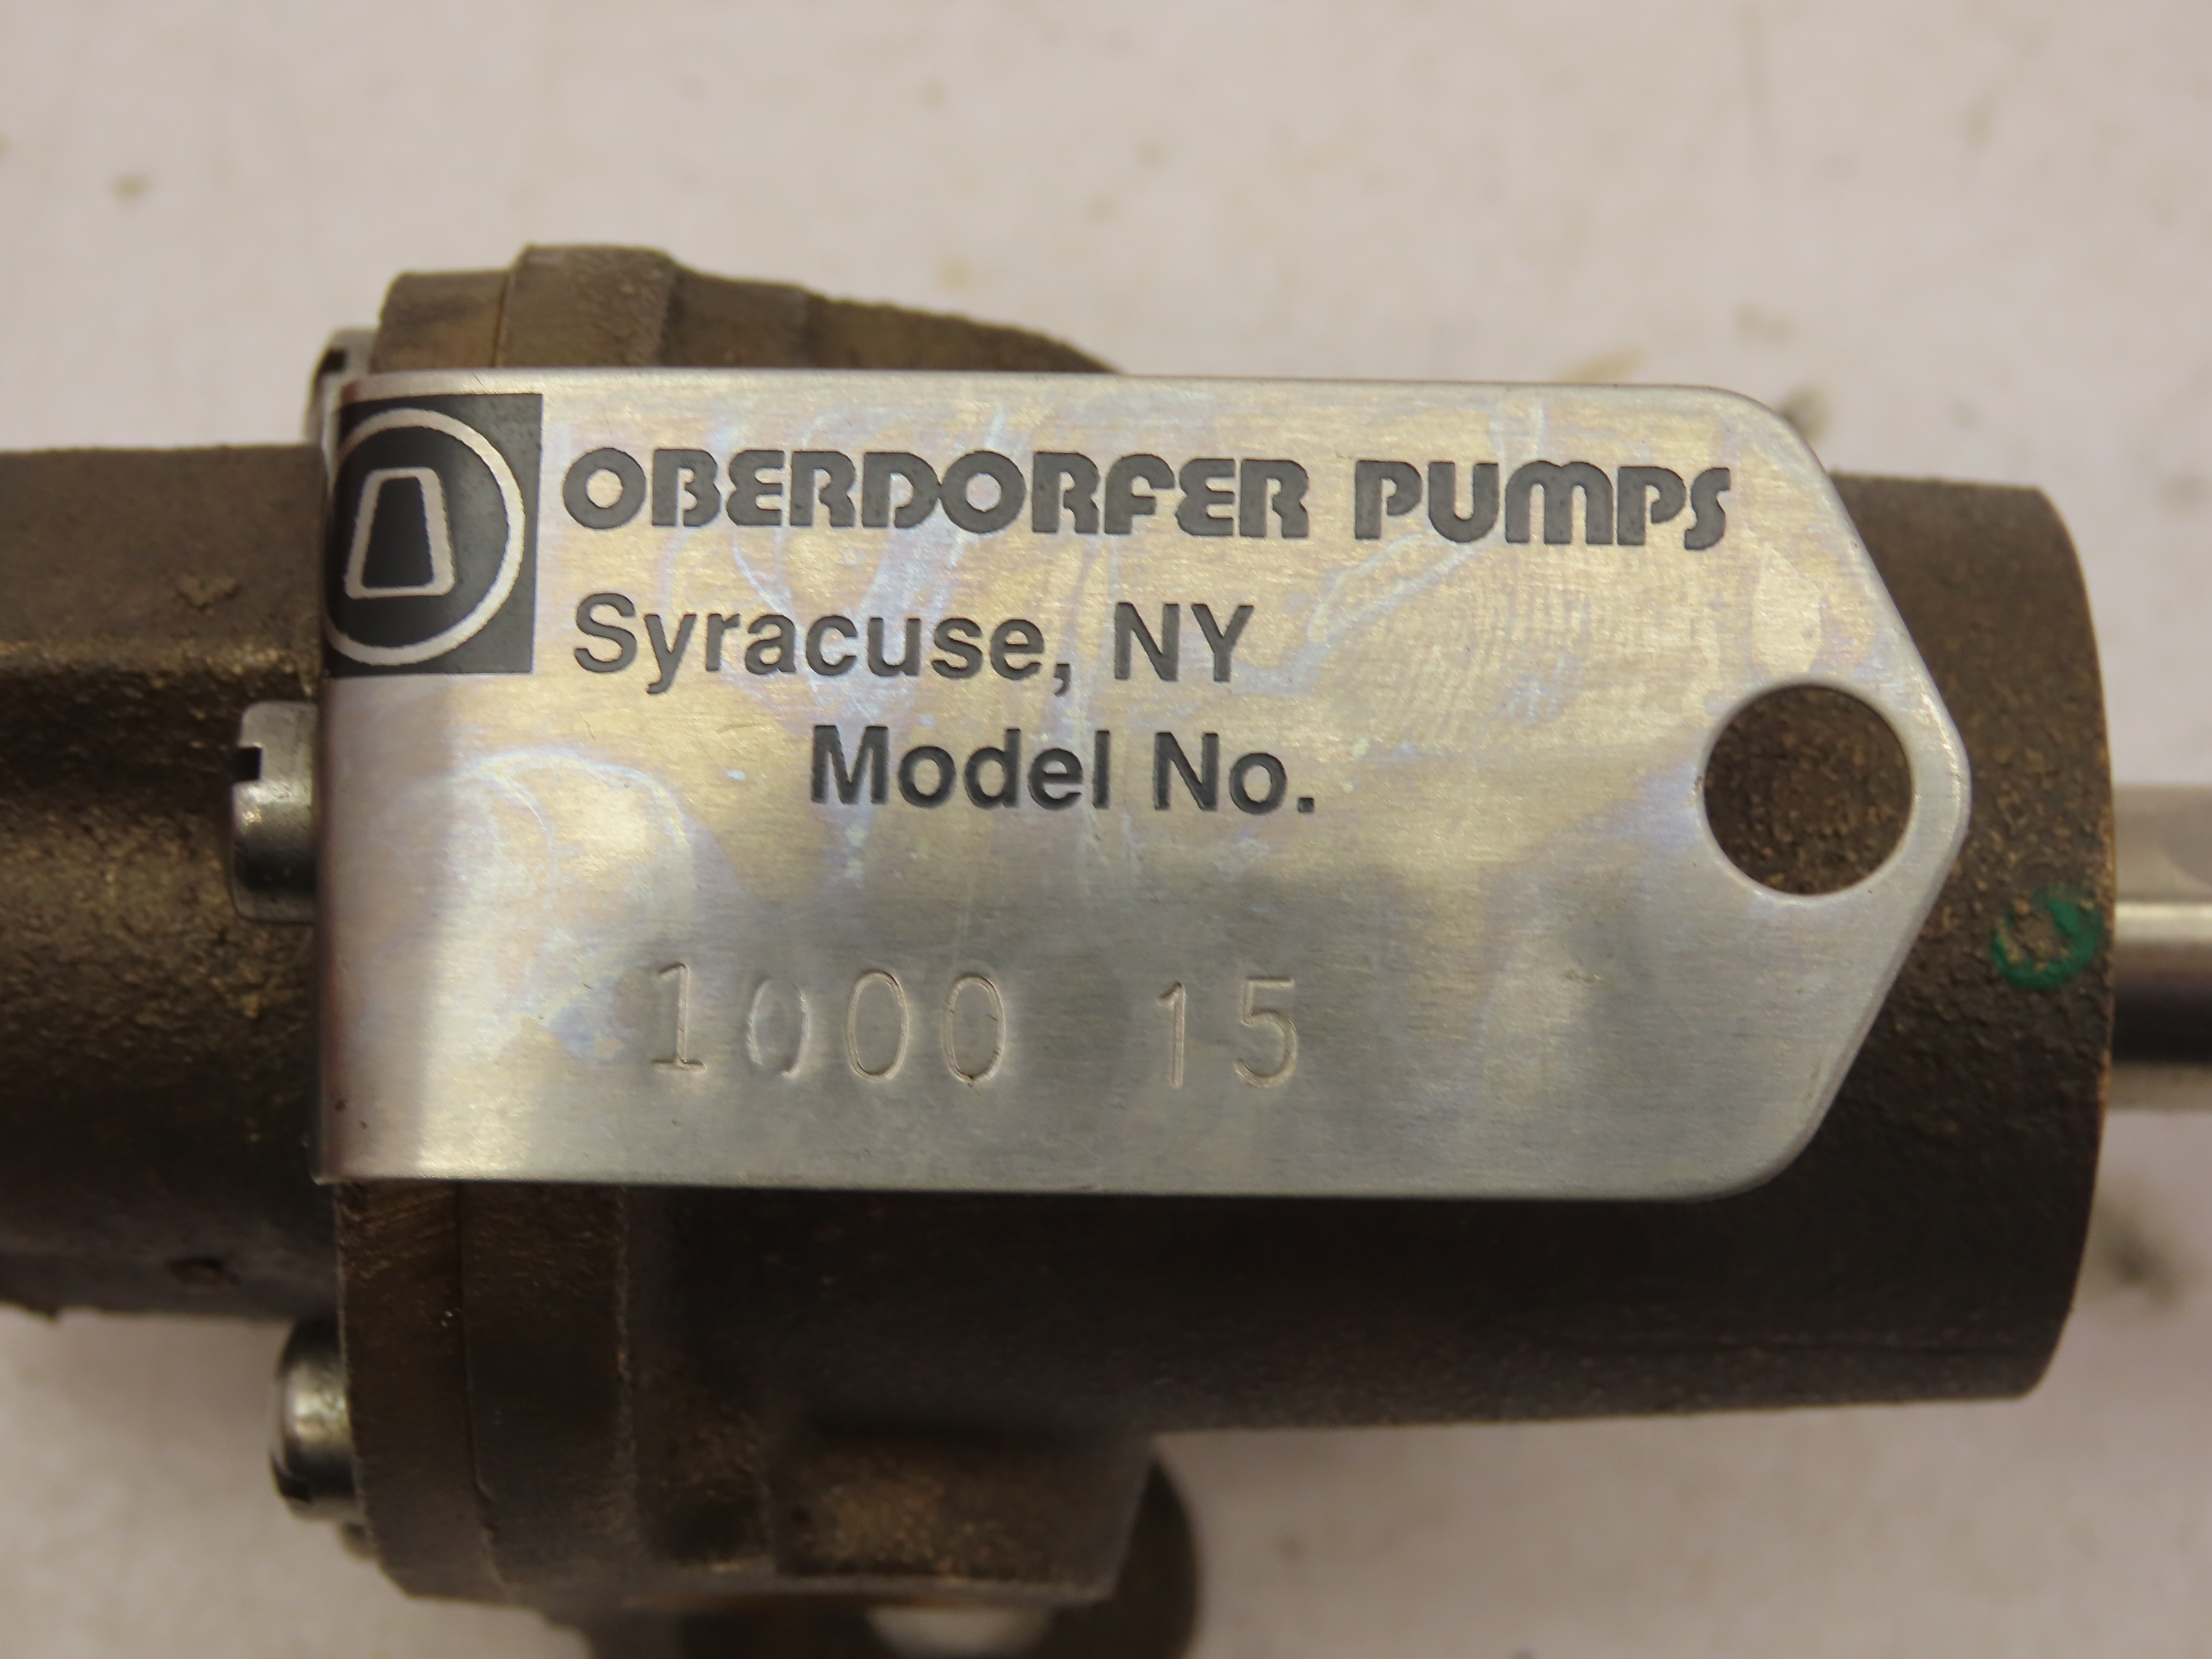 OBERDORFER PUMPS
Syracuse, NY
Model No.
1000 15